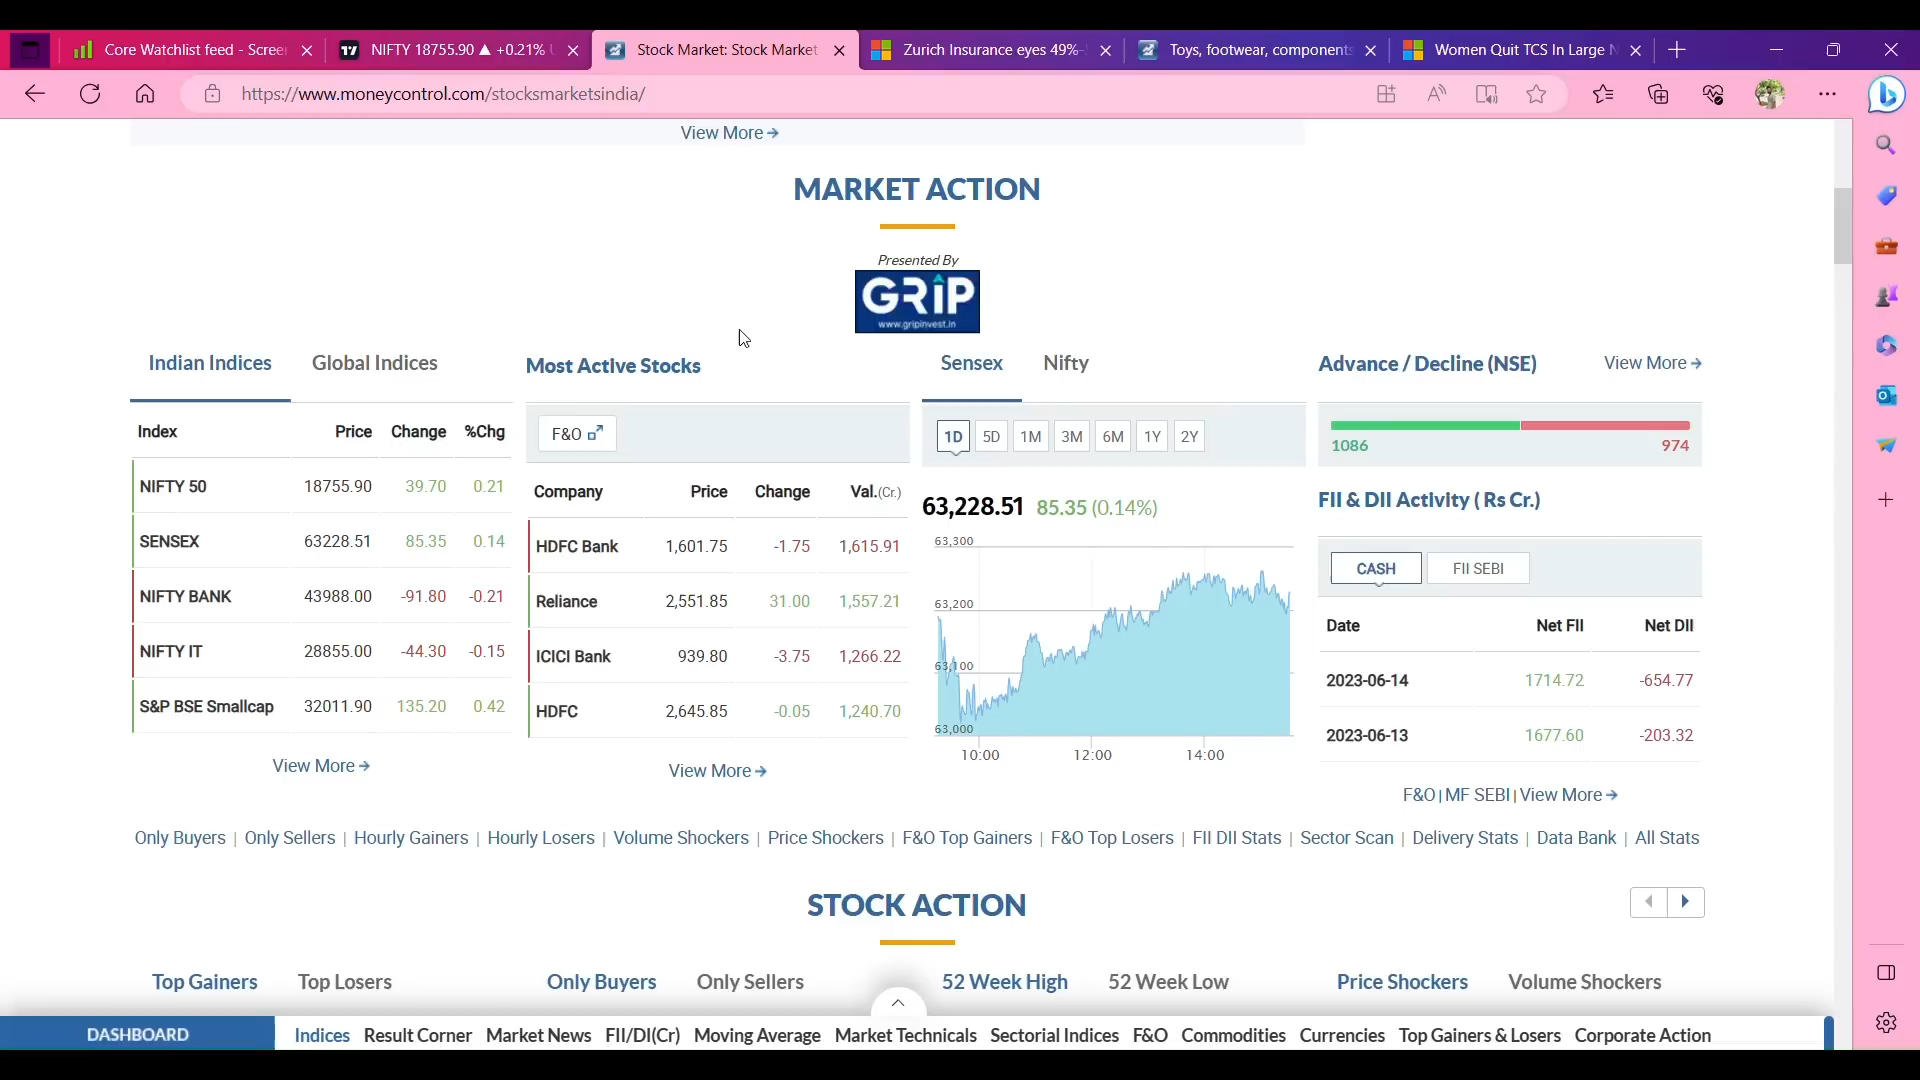 Core Watchlist feed - Scree
NIFTY 18755.90 ▲ +0.21%
Stock Market: Stock Market
Zurich Insurance eyes 49%-
Toys, footwear, components
Women Quit TCS In Large N
https://www.moneycontrol.com/stocksmarketsindia/
View More
MARKET ACTION
Presented By
GRIP
www.gripinvest.in
Indian Indices Global Indices
Index Price Change %Chg
NIFTY 50 18755.90 39.70 0.21
SENSEX 63228.51 85.35 0.14
NIFTY BANK 43988.00 -91.80 -0.21
NIFTY IT 28855.00 -44.30 -0.15
S&P BSE Smallcap 32011.90 135.20 0.42
View More
Most Active Stocks
F&O
Company Price Change Val.(Cr.)
HDFC Bank 1,601.75 -1.75 1,615.91
Reliance 2,551.85 31.00 1,557.21
ICICI Bank 939.80 -3.75 1,266.22
HDFC 2,645.85 -0.05 1,240.70
View More
Sensex Nifty
1D 5D 1M 3M 6M 1Y 2Y
63,228.51 85.35 (0.14%)
63,300
63,200
63,100
63,000
10:00 12:00 14:00
Advance / Decline (NSE) View More
1086 974
FII & DII Activity ( Rs Cr.)
CASH FII SEBI
Date Net FII Net DII
2023-06-14 1714.72 -654.77
2023-06-13 1677.60 -203.32
F&O | MF SEBI | View More
Only Buyers | Only Sellers | Hourly Gainers | Hourly Losers | Volume Shockers | Price Shockers | F&O Top Gainers | F&O Top Losers | FII DII Stats | Sector Scan | Delivery Stats | Data Bank | All Stats
STOCK ACTION
Top Gainers Top Losers Only Buyers Only Sellers 52 Week High 52 Week Low Price Shockers Volume Shockers
DASHBOARD Indices Result Corner Market News FII/DI(Cr) Moving Average Market Technicals Sectorial Indices F&O Commodities Currencies Top Gainers & Losers Corporate Action